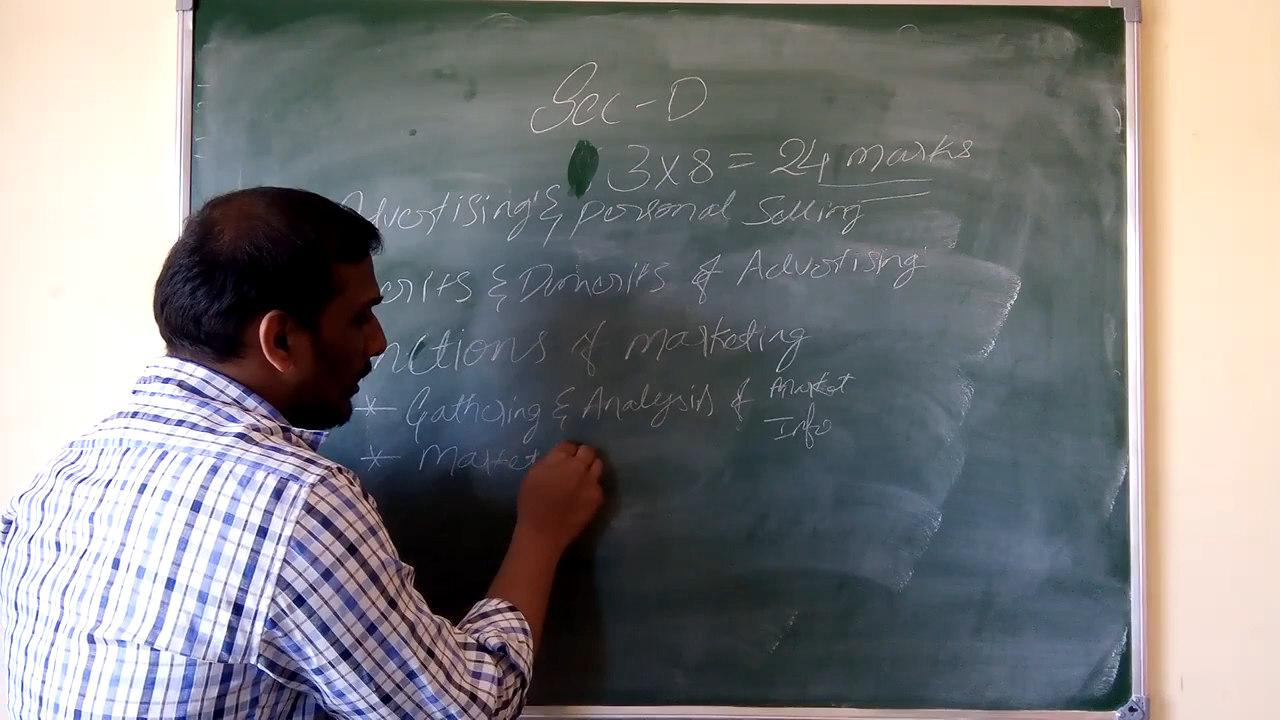 Sec - D
3x8 = 24 marks
Advertising & personal Selling
erits & Dimerits of Advertising
nctions of marketing
* Gathering & Analysis of Market
Info
* Market